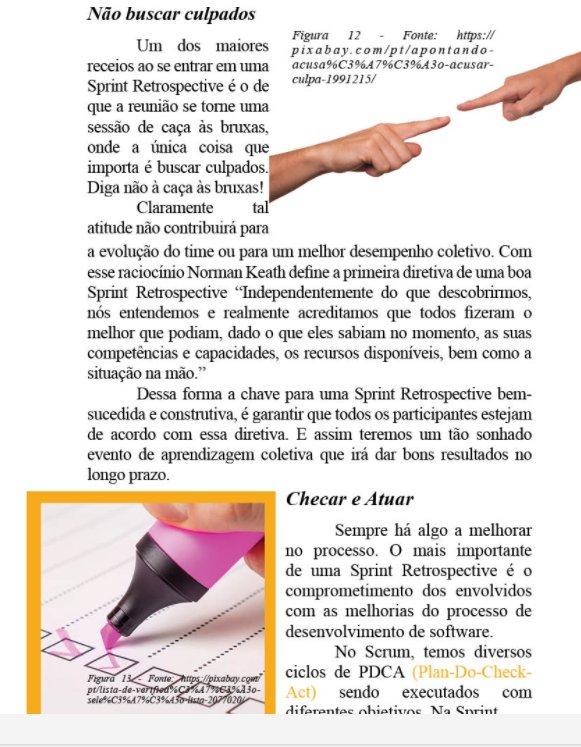 Não buscar culpados
Um dos maiores
receios ao se entrar em uma
Sprint Retrospective é o de
que a reunião se torne uma
sessão de caça às bruxas,
onde a única coisa que
importa é buscar culpados.
Diga não à caça às bruxas!
Claramente tal
atitude não contribuirá para
Figura 12 - Fonte: https://
pixabay.com/pt/apontando-
acusa%C3%A7%C3%A3o-acusar-
culpa-1991215/
a evolução do time ou para um melhor desempenho coletivo. Com
esse raciocínio Norman Keath define a primeira diretiva de uma boa
Sprint Retrospective “Independentemente do que descobrirmos,
nós entendemos e realmente acreditamos que todos fizeram o
melhor que podiam, dado o que eles sabiam no momento, as suas
competências e capacidades, os recursos disponíveis, bem como a
situação na mão.”
Dessa forma a chave para uma Sprint Retrospective bem-
sucedida e construtiva, é garantir que todos os participantes estejam
de acordo com essa diretiva. E assim teremos um tão sonhado
evento de aprendizagem coletiva que irá dar bons resultados no
longo prazo.
Checar e Atuar
Sempre há algo a melhorar
no processo. O mais importante
de uma Sprint Retrospective é o
comprometimento dos envolvidos
com as melhorias do processo de
desenvolvimento de software.
No Scrum, temos diversos
ciclos de PDCA (Plan-Do-Check-
Act) sendo executados com
diferentes objetivos. Na Sprint
Figura 13 - Fonte: https://pixabay.com/
pt/lista-de-verifica%C3%A7%C3%A3o-
sele%C3%A7%C3%A3o-lista-2077020/